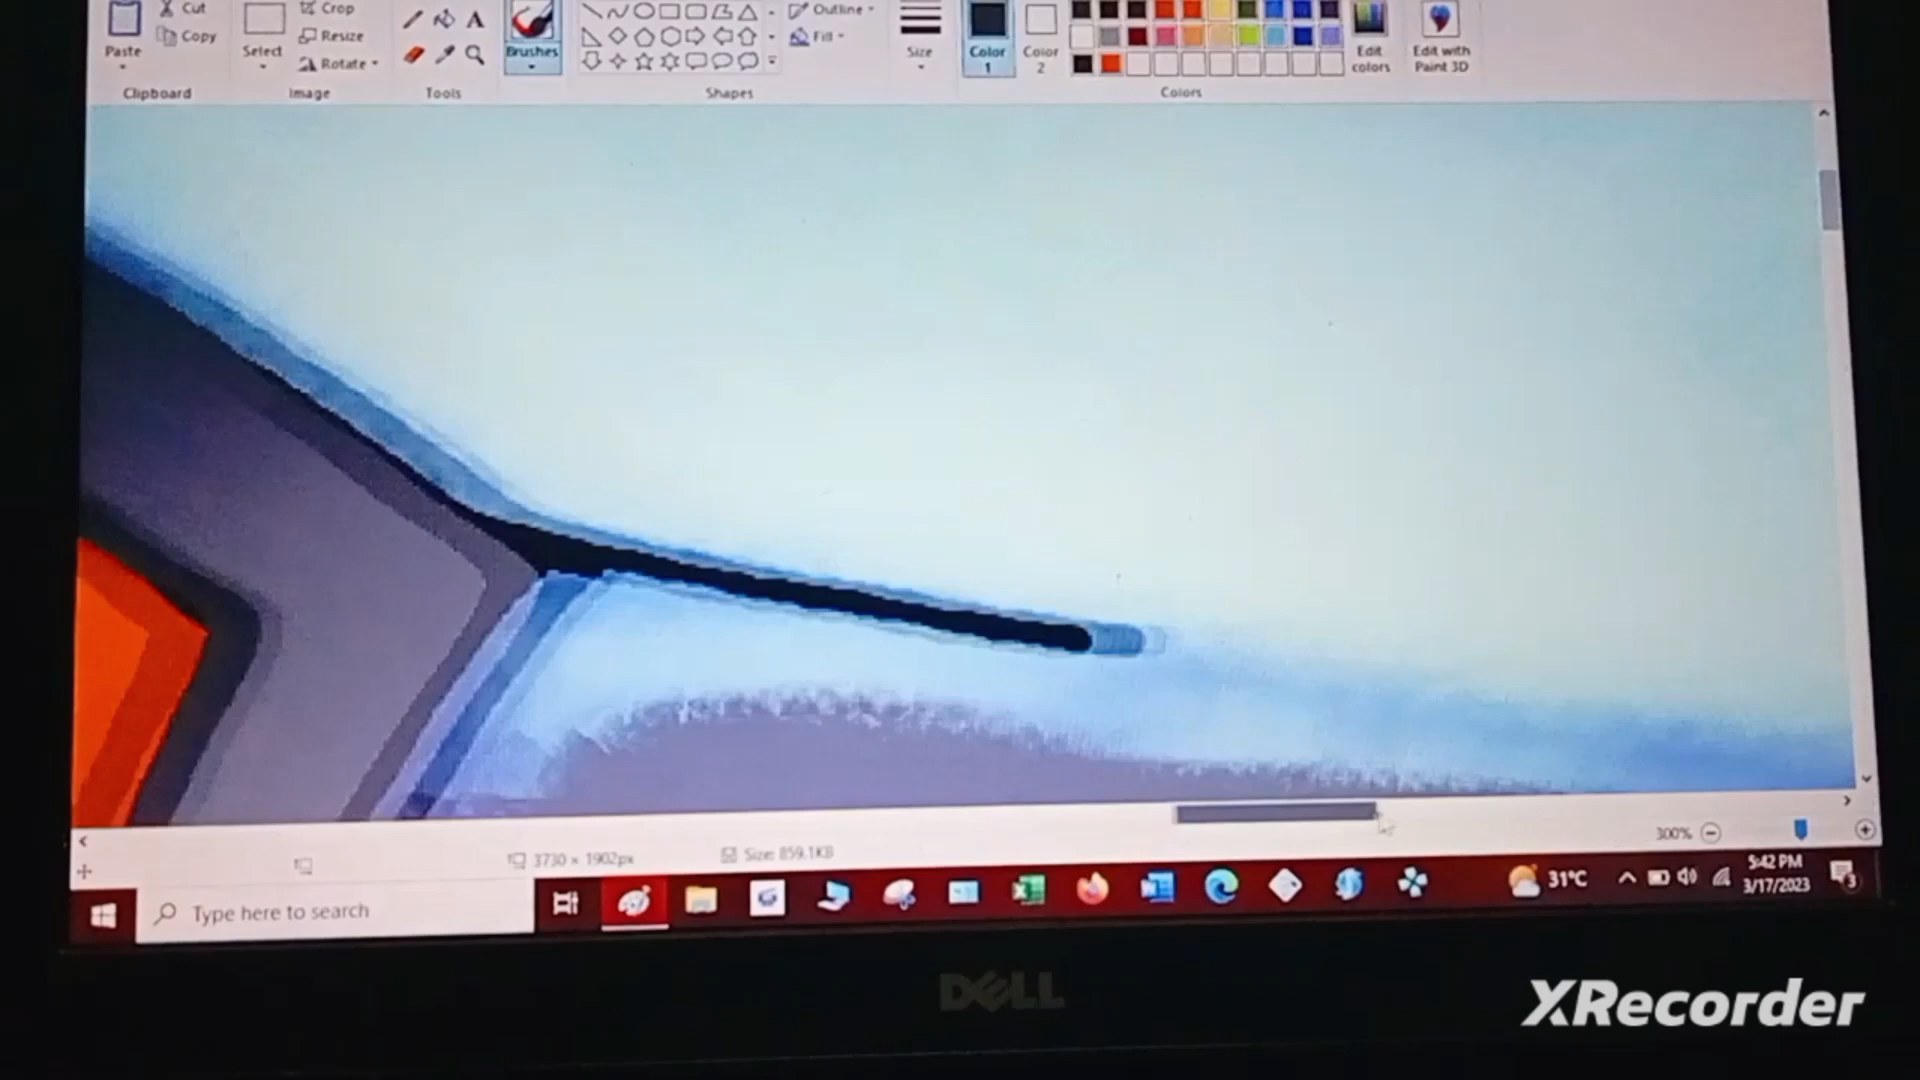 Cut
Crop
Outline
Copy
Resize
Fill
Paste
Select
Rotate
Brushes
Size
Color
1
Color
2
Edit
colors
Edit with
Paint 3D
Clipboard
Image
Tools
Shapes
Colors
A
300%
3730 × 1902px
Size: 859.1KB
Type here to search
31°C
5:42 PM
3/17/2023
3
DELL
XRecorder